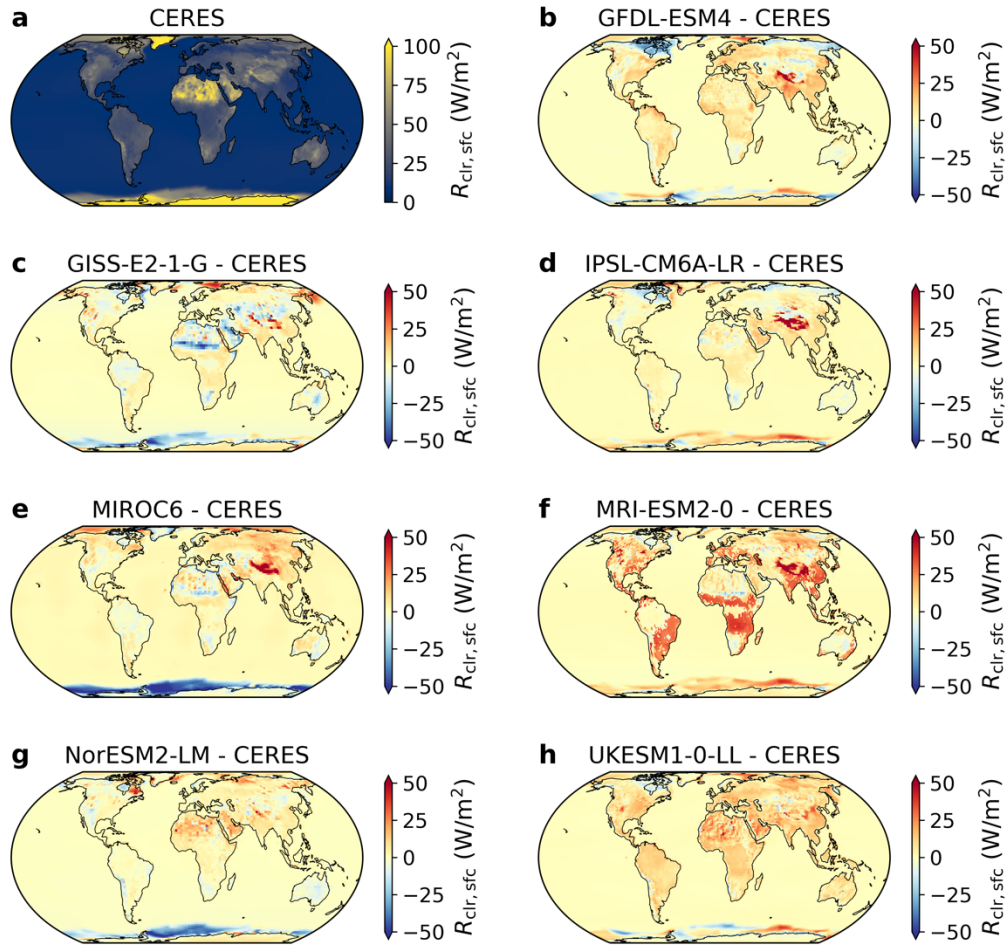 a CERES
100
75
50
25
0
R_clr, sfc (W/m²)
b GFDL-ESM4 - CERES
50
25
0
−25
−50
R_clr, sfc (W/m²)
c GISS-E2-1-G - CERES
50
25
0
−25
−50
R_clr, sfc (W/m²)
d IPSL-CM6A-LR - CERES
50
25
0
−25
−50
R_clr, sfc (W/m²)
e MIROC6 - CERES
50
25
0
−25
−50
R_clr, sfc (W/m²)
f MRI-ESM2-0 - CERES
50
25
0
−25
−50
R_clr, sfc (W/m²)
g NorESM2-LM - CERES
50
25
0
−25
−50
R_clr, sfc (W/m²)
h UKESM1-0-LL - CERES
50
25
0
−25
−50
R_clr, sfc (W/m²)